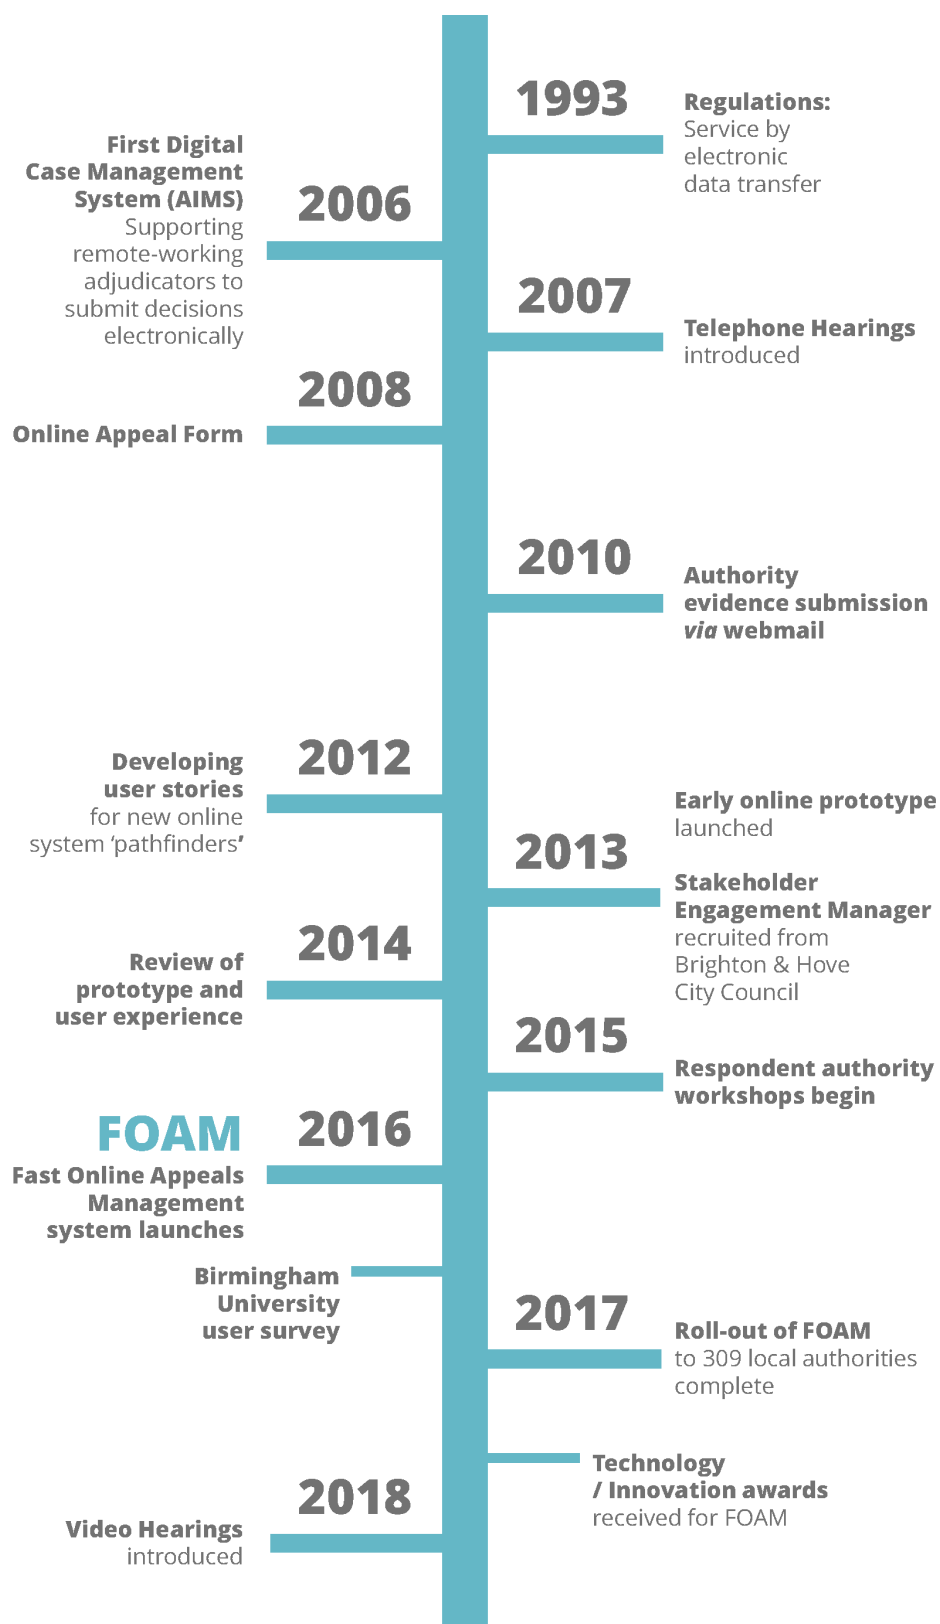 1993
Regulations:
Service by
electronic
data transfer
2006
First Digital
Case Management
System (AIMS)
Supporting
remote-working
adjudicators to
submit decisions
electronically
2007
Telephone Hearings
introduced
2008
Online Appeal Form
2010
Authority
evidence submission
via webmail
2012
Developing
user stories
for new online
system ‘pathfinders’
2013
Early online prototype
launched
Stakeholder
Engagement Manager
recruited from
Brighton & Hove
City Council
2014
Review of
prototype and
user experience
2015
Respondent authority
workshops begin
2016
FOAM
Fast Online Appeals
Management
system launches
Birmingham
University
user survey
2017
Roll-out of FOAM
to 309 local authorities
complete
Technology
/ Innovation awards
received for FOAM
2018
Video Hearings
introduced